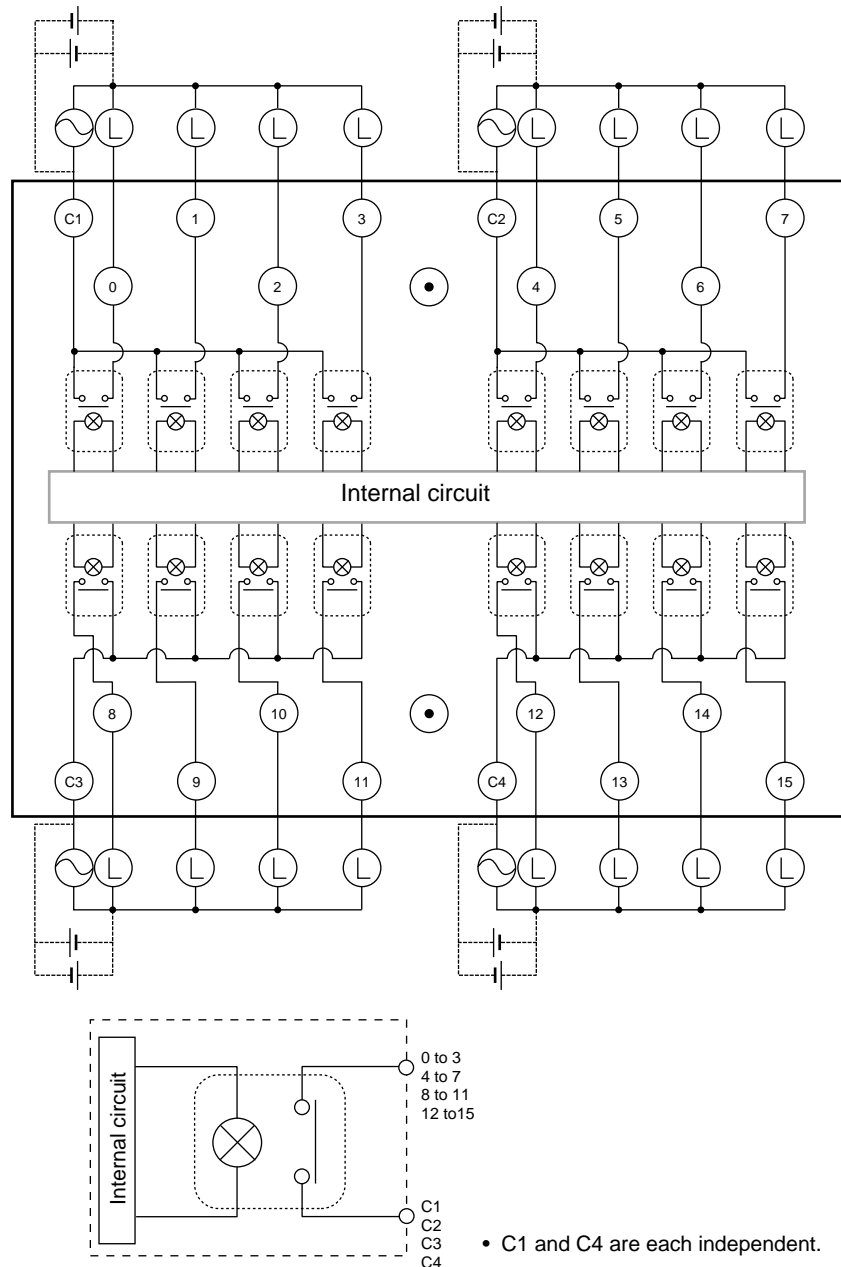 L L L L L L L L
C1 1 3 C2 5 7
0 2 4 6
Internal circuit
8 10 12 14
C3 9 11 C4 13 15
L L L L L L L L
Internal circuit
0 to 3
4 to 7
8 to 11
12 to15
C1
C2
C3
C4
• C1 and C4 are each independent.